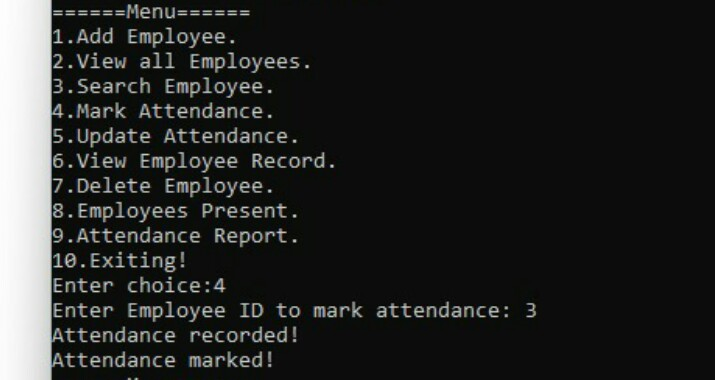 ======Menu======
1.Add Employee.
2.View all Employees.
3.Search Employee.
4.Mark Attendance.
5.Update Attendance.
6.View Employee Record.
7.Delete Employee.
8.Employees Present.
9.Attendance Report.
10.Exiting!
Enter choice:4
Enter Employee ID to mark attendance: 3
Attendance recorded!
Attendance marked!